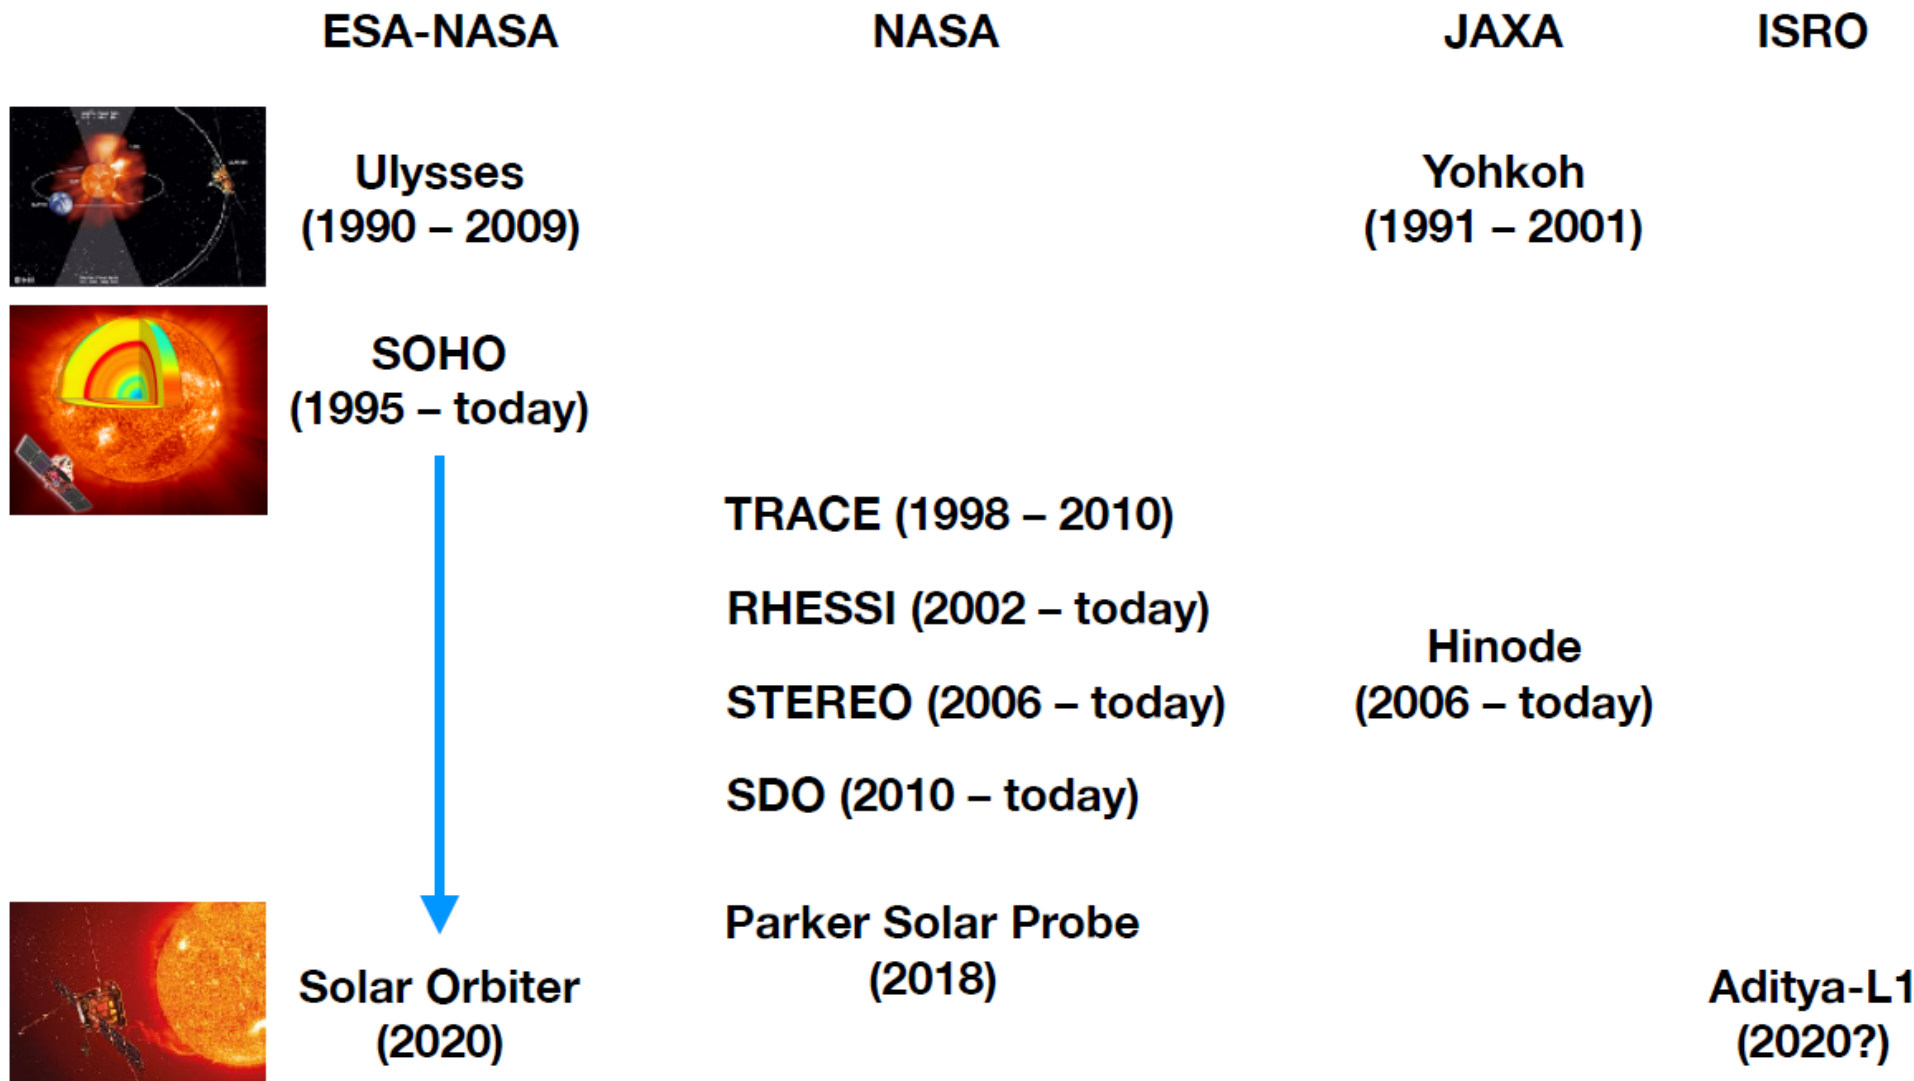 ESA-NASA
NASA
JAXA
ISRO
Ulysses
(1990 – 2009)
Yohkoh
(1991 – 2001)
SOHO
(1995 – today)
TRACE (1998 – 2010)
RHESSI (2002 – today)
STEREO (2006 – today)
SDO (2010 – today)
Hinode
(2006 – today)
Parker Solar Probe
(2018)
Solar Orbiter
(2020)
Aditya-L1
(2020?)